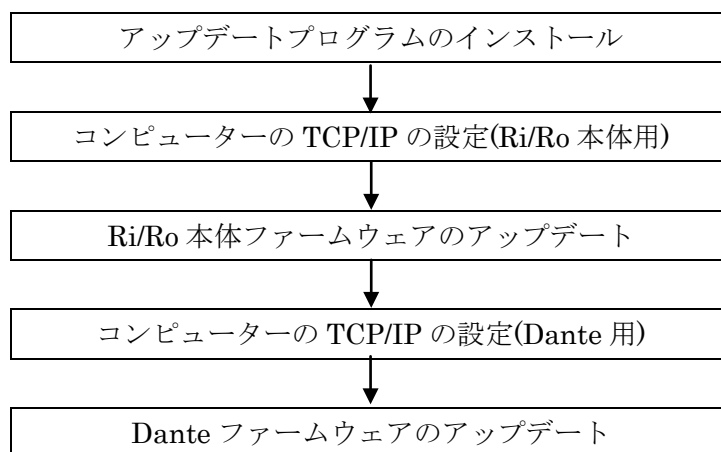 アップデートプログラムのインストール
コンピューターの TCP/IP の設定(Ri/Ro 本体用)
Ri/Ro 本体ファームウェアのアップデート
コンピューターの TCP/IP の設定(Dante 用)
Dante ファームウェアのアップデート